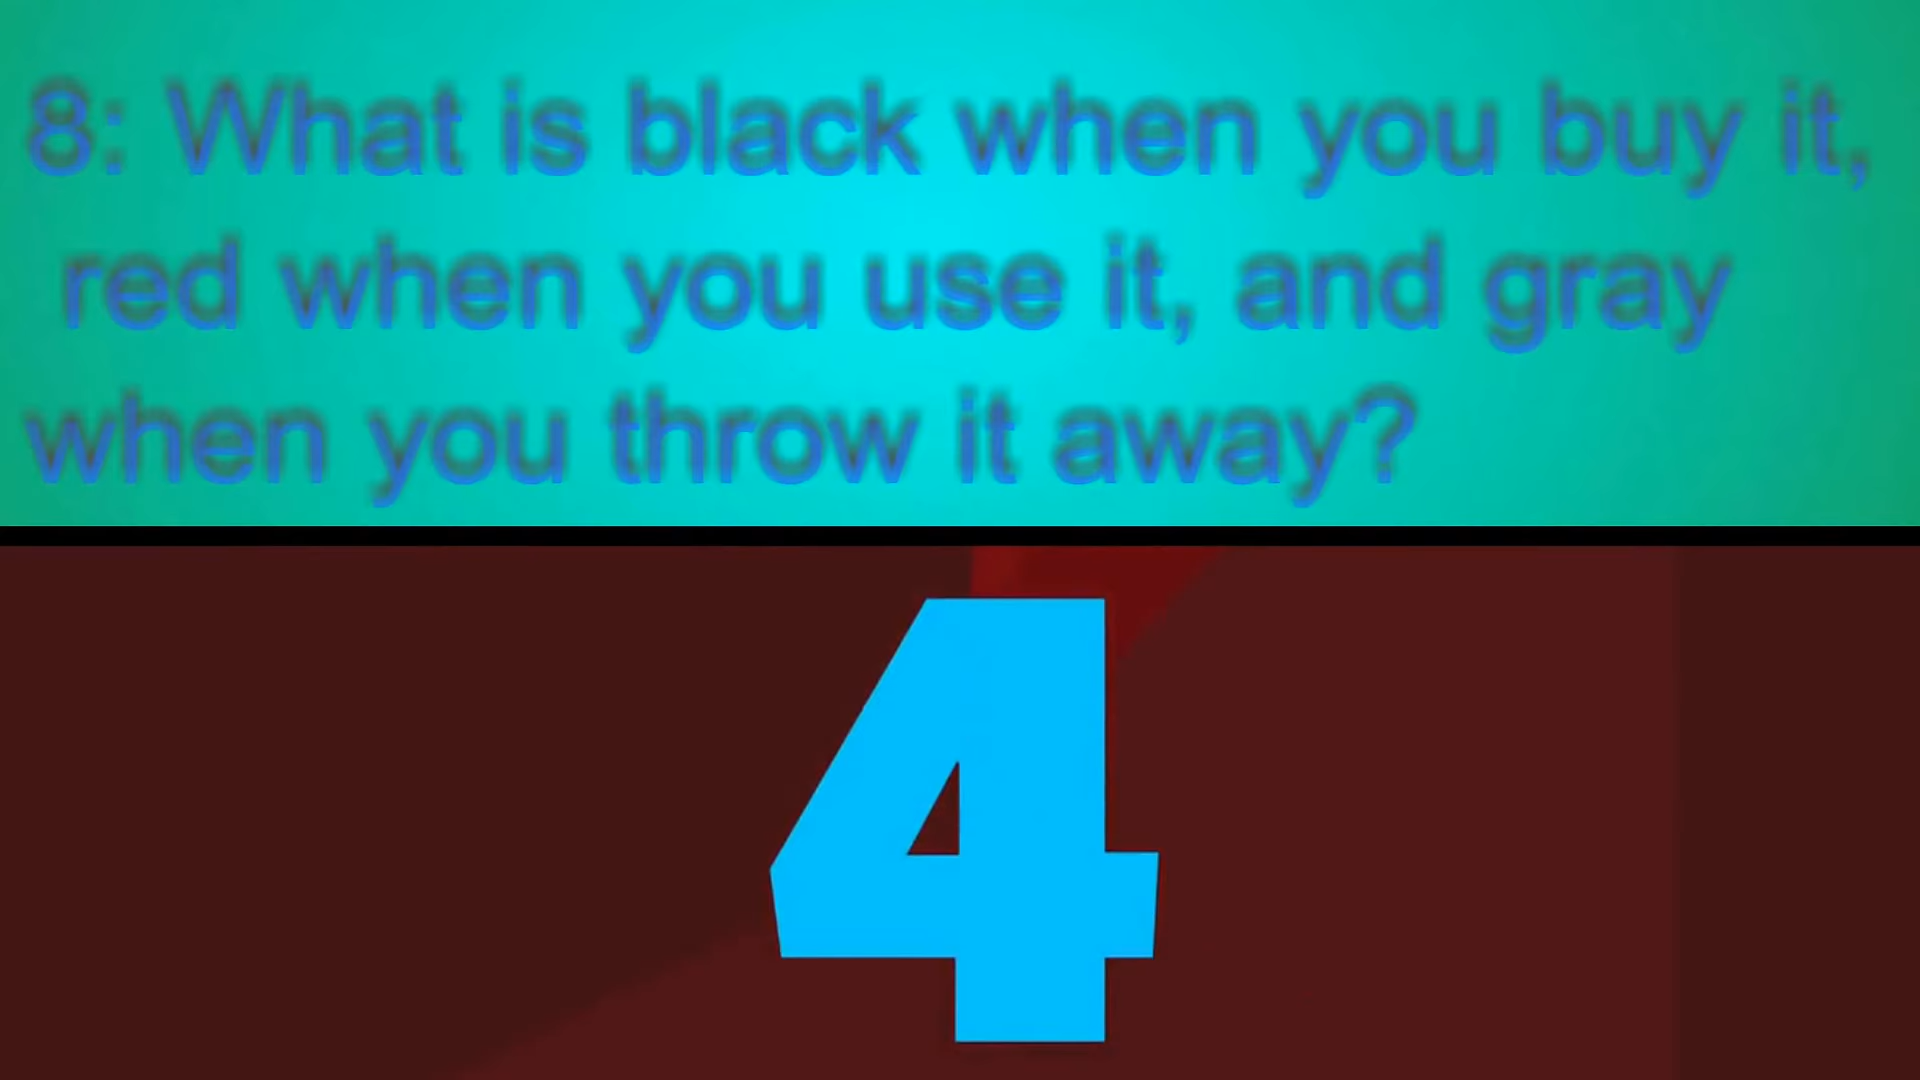 8: What is black when you buy it,
red when you use it, and gray
when you throw it away?
4